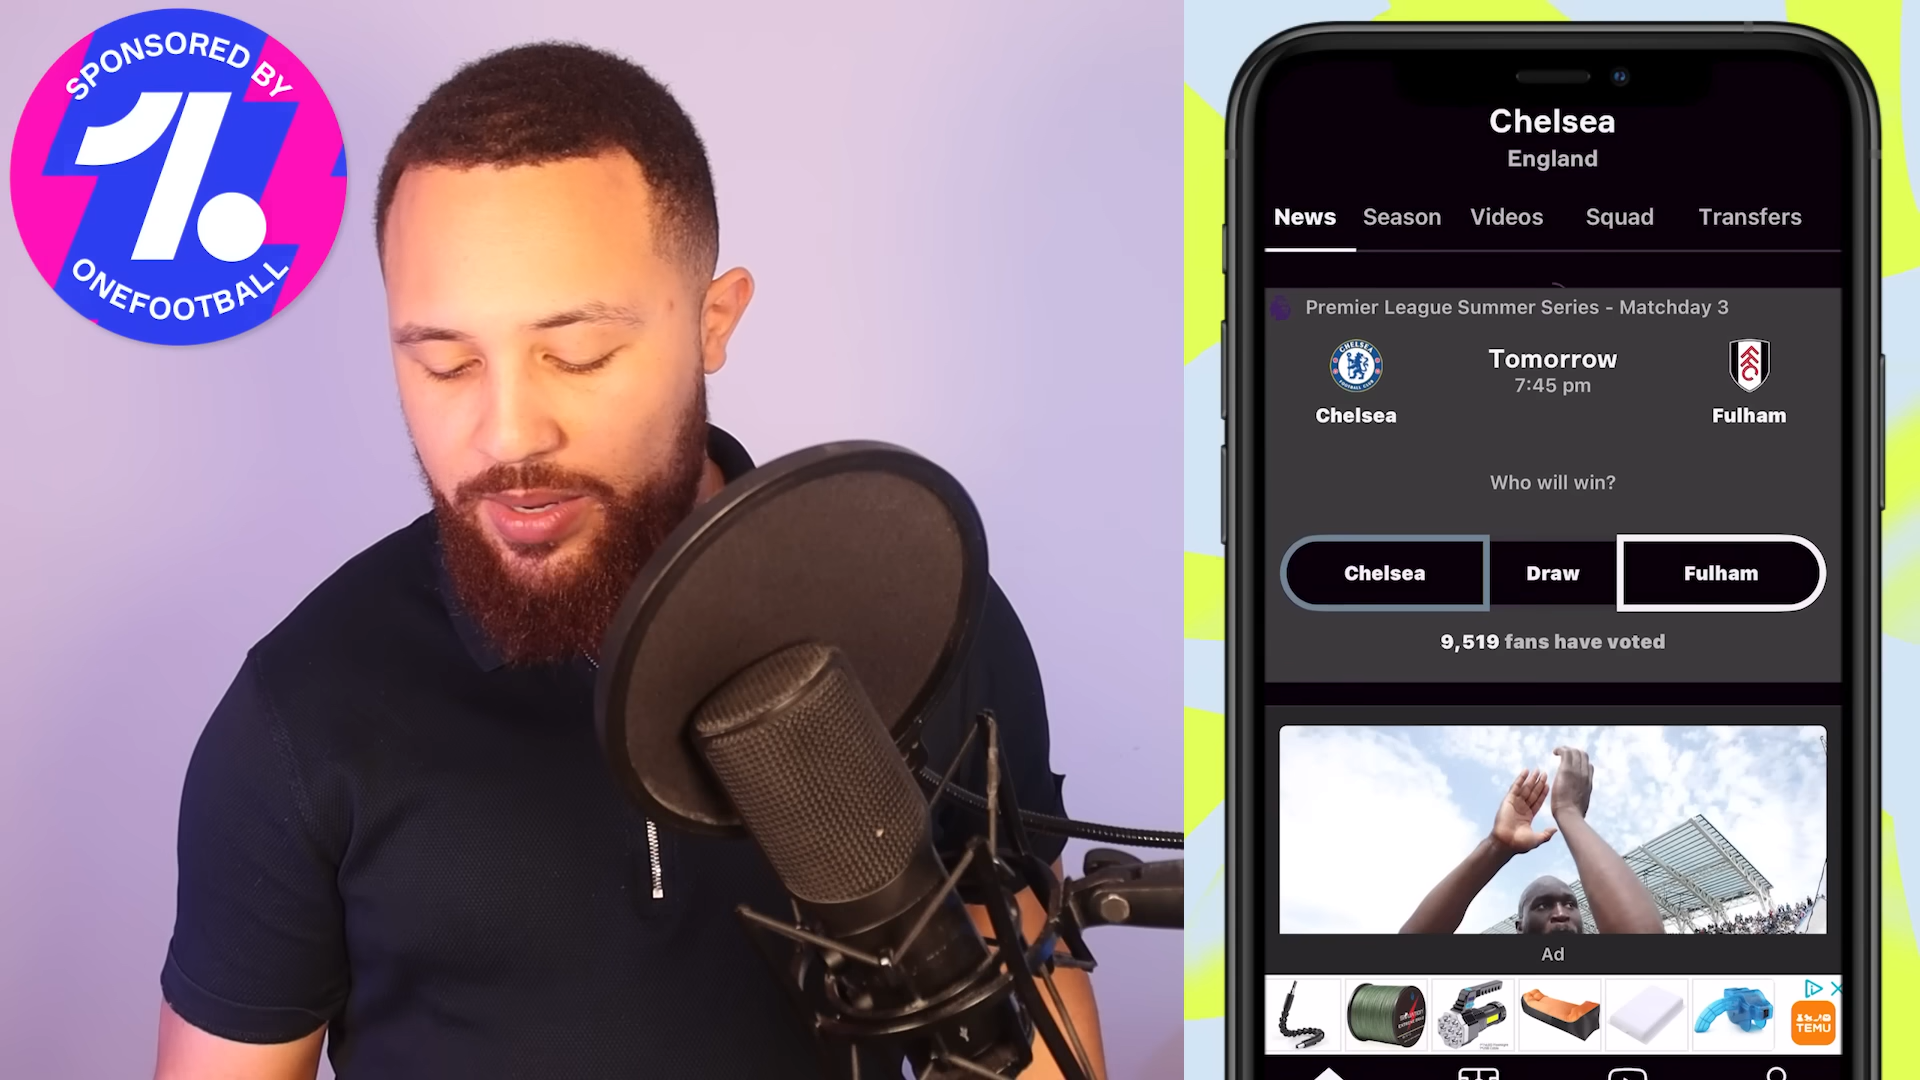 SPONSORED BY
1.
ONEFOOTBALL
Chelsea
England
News Season Videos Squad Transfers
Premier League Summer Series - Matchday 3
Tomorrow
7:45 pm
Chelsea
Fulham
Who will win?
Chelsea Draw Fulham
9,519 fans have voted
Ad
TEMU